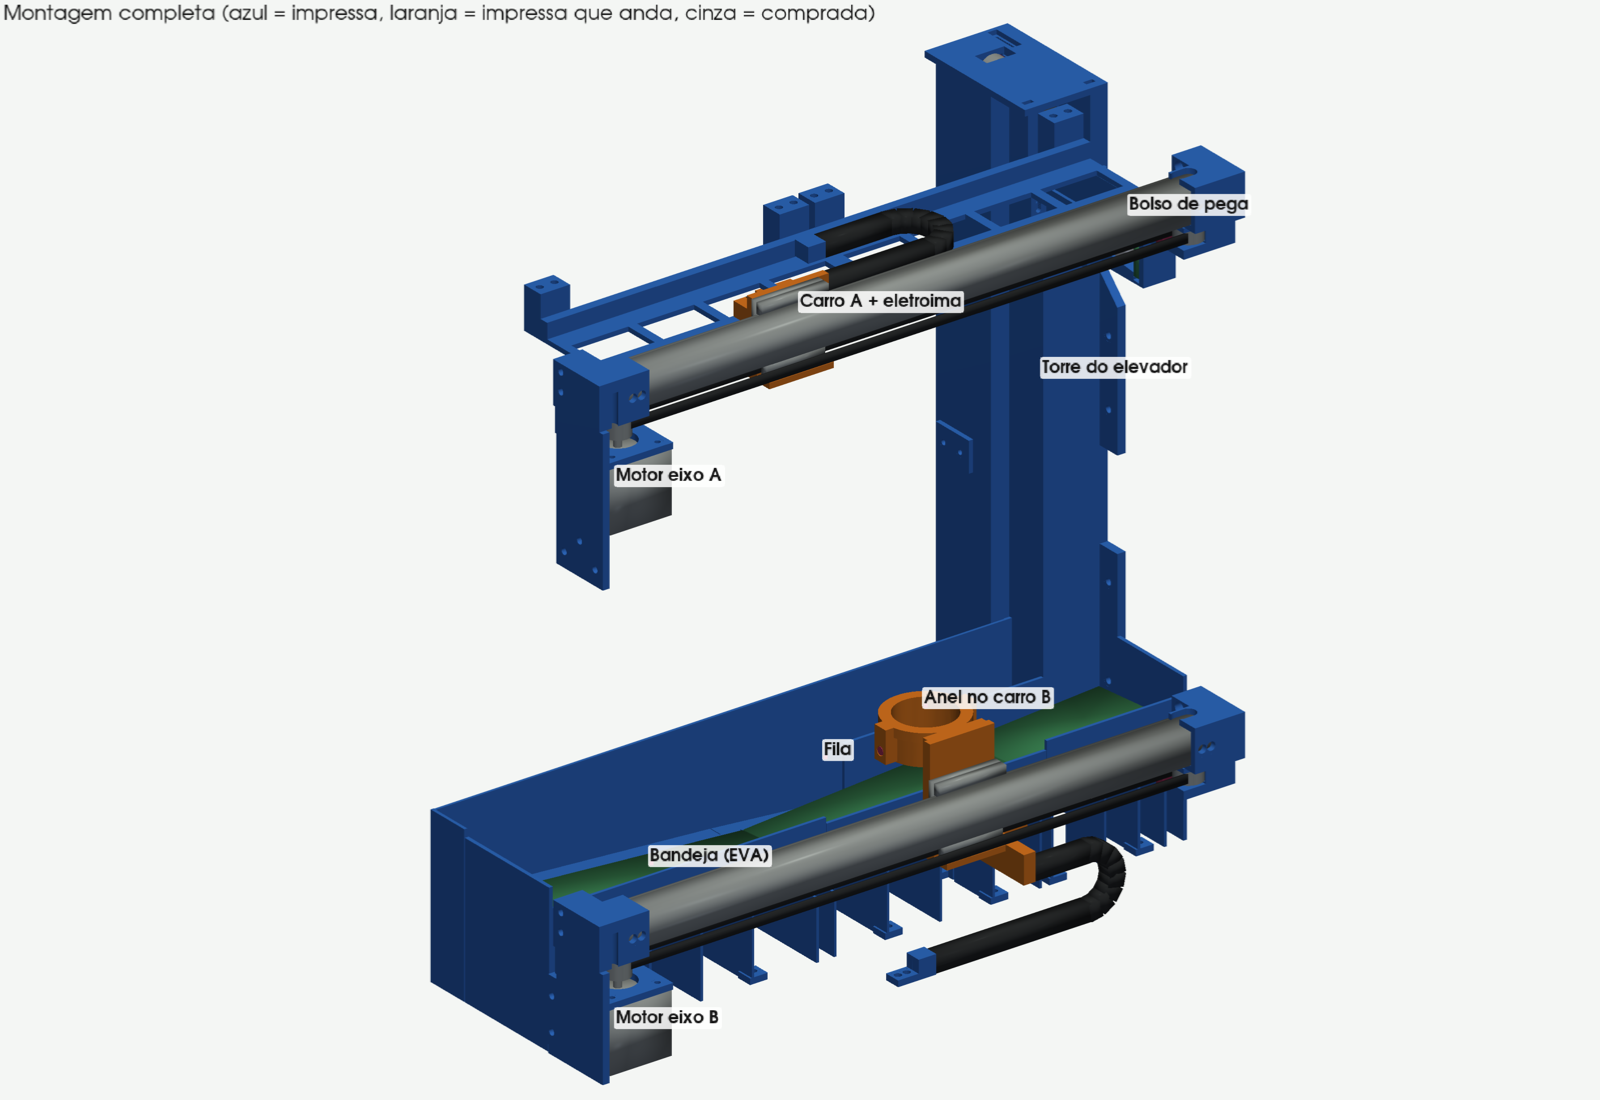 Montagem completa (azul = impressa, laranja = impressa que anda, cinza = comprada)
Bolso de pega
Carro A + eletroima
Torre do elevador
Motor eixo A
Anel no carro B
Fila
Bandeja (EVA)
Motor eixo B